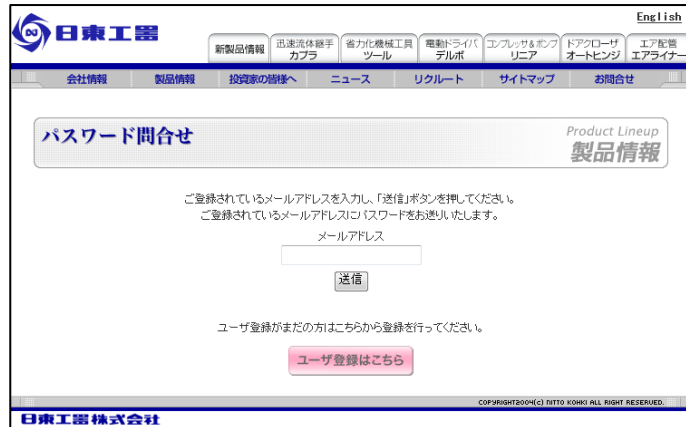 English
日東工器
新製品情報
迅速流体継手
カプラ
省力化機械工具
ツール
電動ドライバ
デルボ
コンプレッサ&ポンプ
リニア
ドアクローザ
オートヒンジ
エア配管
エアライナー
会社情報 製品情報 投資家の皆様へ ニュース リクルート サイトマップ お問合せ
パスワード問合せ
Product Lineup
製品情報
ご登録されているメールアドレスを入力し、「送信」ボタンを押してください。
ご登録されているメールアドレスにパスワードをお送りいたします。
メールアドレス
送信
ユーザ登録がまだの方はこちらから登録を行ってください。
ユーザ登録はこちら
COPYRIGHT2004(C) NITTO KOHKI ALL RIGHT RESERVED.
日東工器株式会社